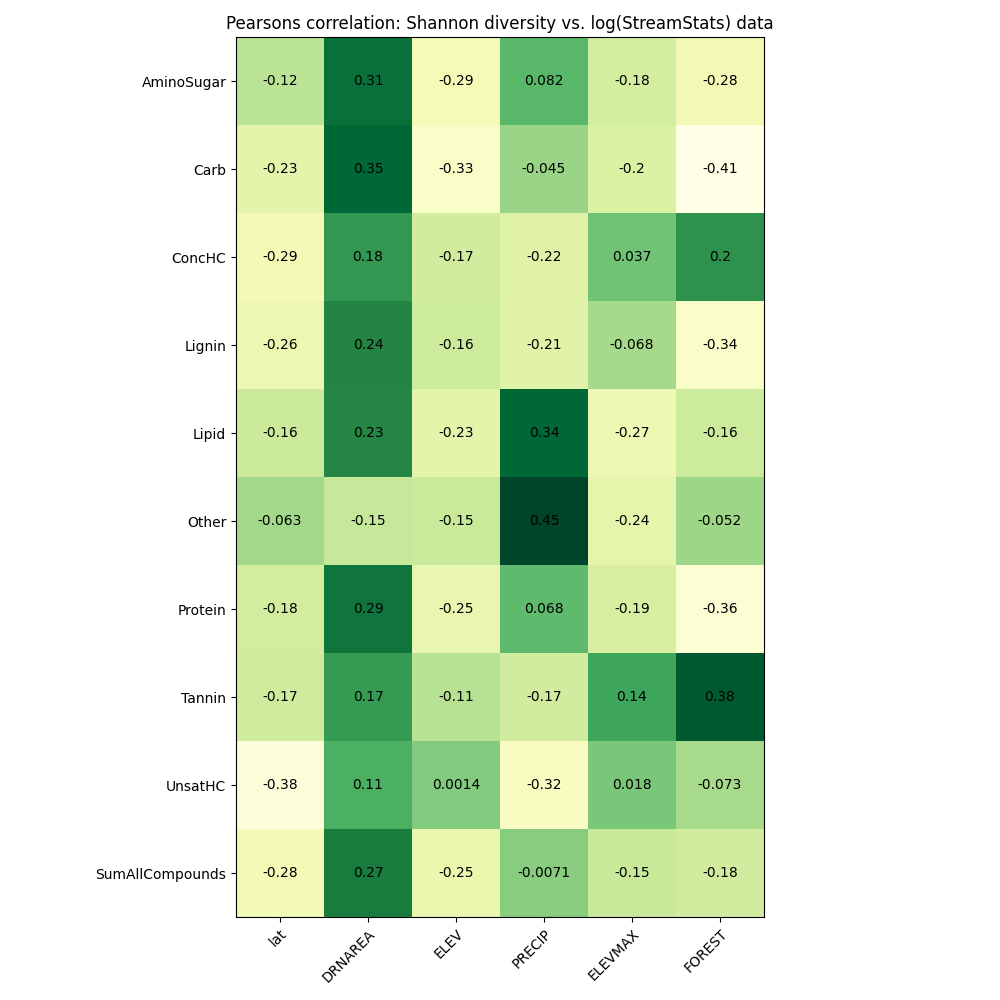 Pearsons correlation: Shannon diversity vs. log(StreamStats) data
AminoSugar -0.12 0.31 -0.29 0.082 -0.18 -0.28
Carb -0.23 0.35 -0.33 -0.045 -0.2 -0.41
ConcHC -0.29 0.18 -0.17 -0.22 0.037 0.2
Lignin -0.26 0.24 -0.16 -0.21 -0.068 -0.34
Lipid -0.16 0.23 -0.23 0.34 -0.27 -0.16
Other -0.063 -0.15 -0.15 0.45 -0.24 -0.052
Protein -0.18 0.29 -0.25 0.068 -0.19 -0.36
Tannin -0.17 0.17 -0.11 -0.17 0.14 0.38
UnsatHC -0.38 0.11 0.0014 -0.32 0.018 -0.073
SumAllCompounds -0.28 0.27 -0.25 -0.0071 -0.15 -0.18
lat DRNAREA ELEV PRECIP ELEVMAX FOREST